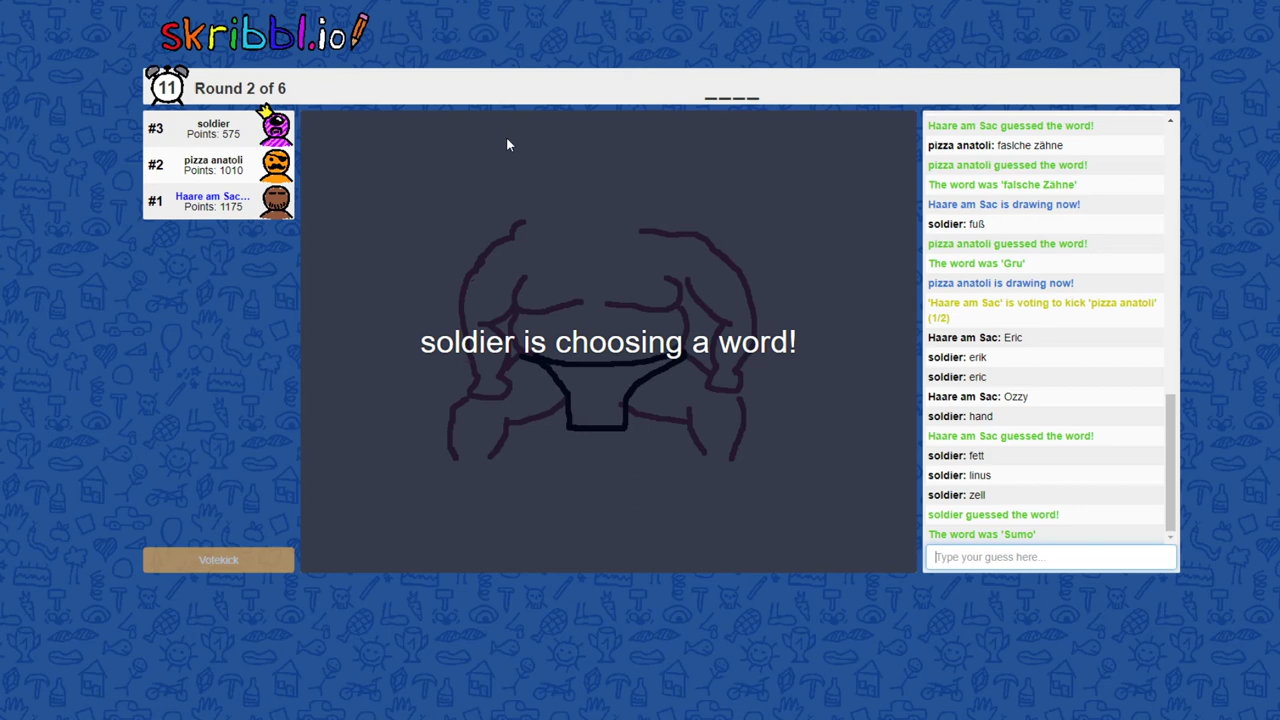 skribbl.io
11
Round 2 of 6
____
#3
soldier
Points: 575
#2
pizza anatoli
Points: 1010
#1
Haare am Sac...
Points: 1175
Votekick
soldier is choosing a word!
Haare am Sac guessed the word!
pizza anatoli: faslche zähne
pizza anatoli guessed the word!
The word was 'falsche Zähne'
Haare am Sac is drawing now!
soldier: fuß
pizza anatoli guessed the word!
The word was 'Gru'
pizza anatoli is drawing now!
'Haare am Sac' is voting to kick 'pizza anatoli'
(1/2)
Haare am Sac: Eric
soldier: erik
soldier: eric
Haare am Sac: Ozzy
soldier: hand
Haare am Sac guessed the word!
soldier: fett
soldier: linus
soldier: zell
soldier guessed the word!
The word was 'Sumo'
Type your guess here...